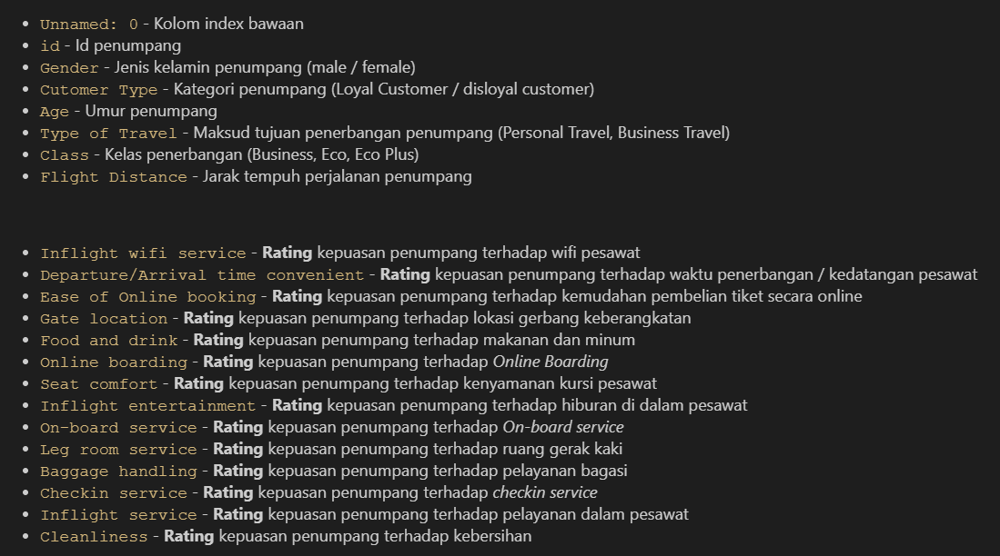 • Unnamed: 0 - Kolom index bawaan
• id - Id penumpang
• Gender - Jenis kelamin penumpang (male / female)
• Cutomer Type - Kategori penumpang (Loyal Customer / disloyal customer)
• Age - Umur penumpang
• Type of Travel - Maksud tujuan penerbangan penumpang (Personal Travel, Business Travel)
• Class - Kelas penerbangan (Business, Eco, Eco Plus)
• Flight Distance - Jarak tempuh perjalanan penumpang
• Inflight wifi service - Rating kepuasan penumpang terhadap wifi pesawat
• Departure/Arrival time convenient - Rating kepuasan penumpang terhadap waktu penerbangan / kedatangan pesawat
• Ease of Online booking - Rating kepuasan penumpang terhadap kemudahan pembelian tiket secara online
• Gate location - Rating kepuasan penumpang terhadap lokasi gerbang keberangkatan
• Food and drink - Rating kepuasan penumpang terhadap makanan dan minum
• Online boarding - Rating kepuasan penumpang terhadap Online Boarding
• Seat comfort - Rating kepuasan penumpang terhadap kenyamanan kursi pesawat
• Inflight entertainment - Rating kepuasan penumpang terhadap hiburan di dalam pesawat
• On-board service - Rating kepuasan penumpang terhadap On-board service
• Leg room service - Rating kepuasan penumpang terhadap ruang gerak kaki
• Baggage handling - Rating kepuasan penumpang terhadap pelayanan bagasi
• Checkin service - Rating kepuasan penumpang terhadap checkin service
• Inflight service - Rating kepuasan penumpang terhadap pelayanan dalam pesawat
• Cleanliness - Rating kepuasan penumpang terhadap kebersihan